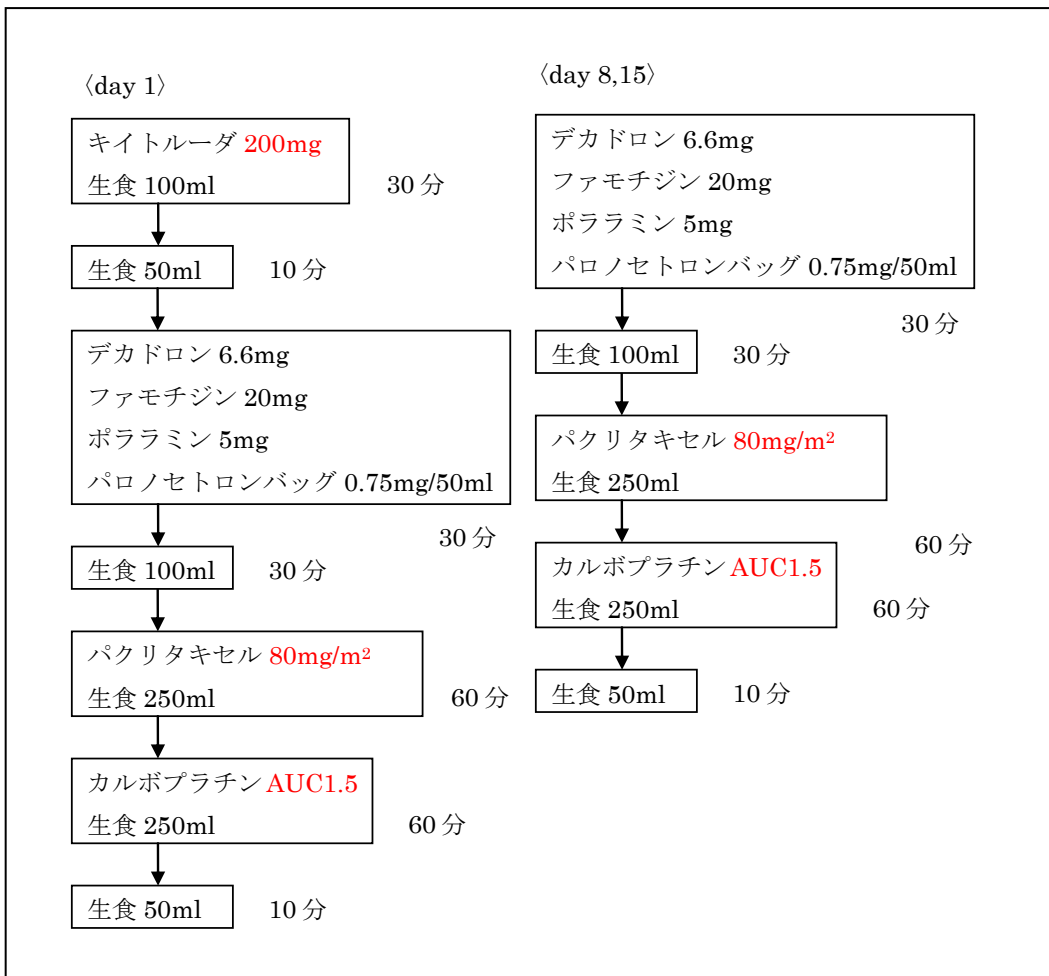 〈day 1〉
キイトルーダ 200mg
生食 100ml
30 分
生食 50ml
10 分
デカドロン 6.6mg
ファモチジン 20mg
ポララミン 5mg
パロノセトロンバッグ 0.75mg/50ml
30 分
生食 100ml
30 分
パクリタキセル 80mg/m²
生食 250ml
60 分
カルボプラチン AUC1.5
生食 250ml
60 分
生食 50ml
10 分
〈day 8,15〉
デカドロン 6.6mg
ファモチジン 20mg
ポララミン 5mg
パロノセトロンバッグ 0.75mg/50ml
30 分
生食 100ml
30 分
パクリタキセル 80mg/m²
生食 250ml
60 分
カルボプラチン AUC1.5
生食 250ml
60 分
生食 50ml
10 分